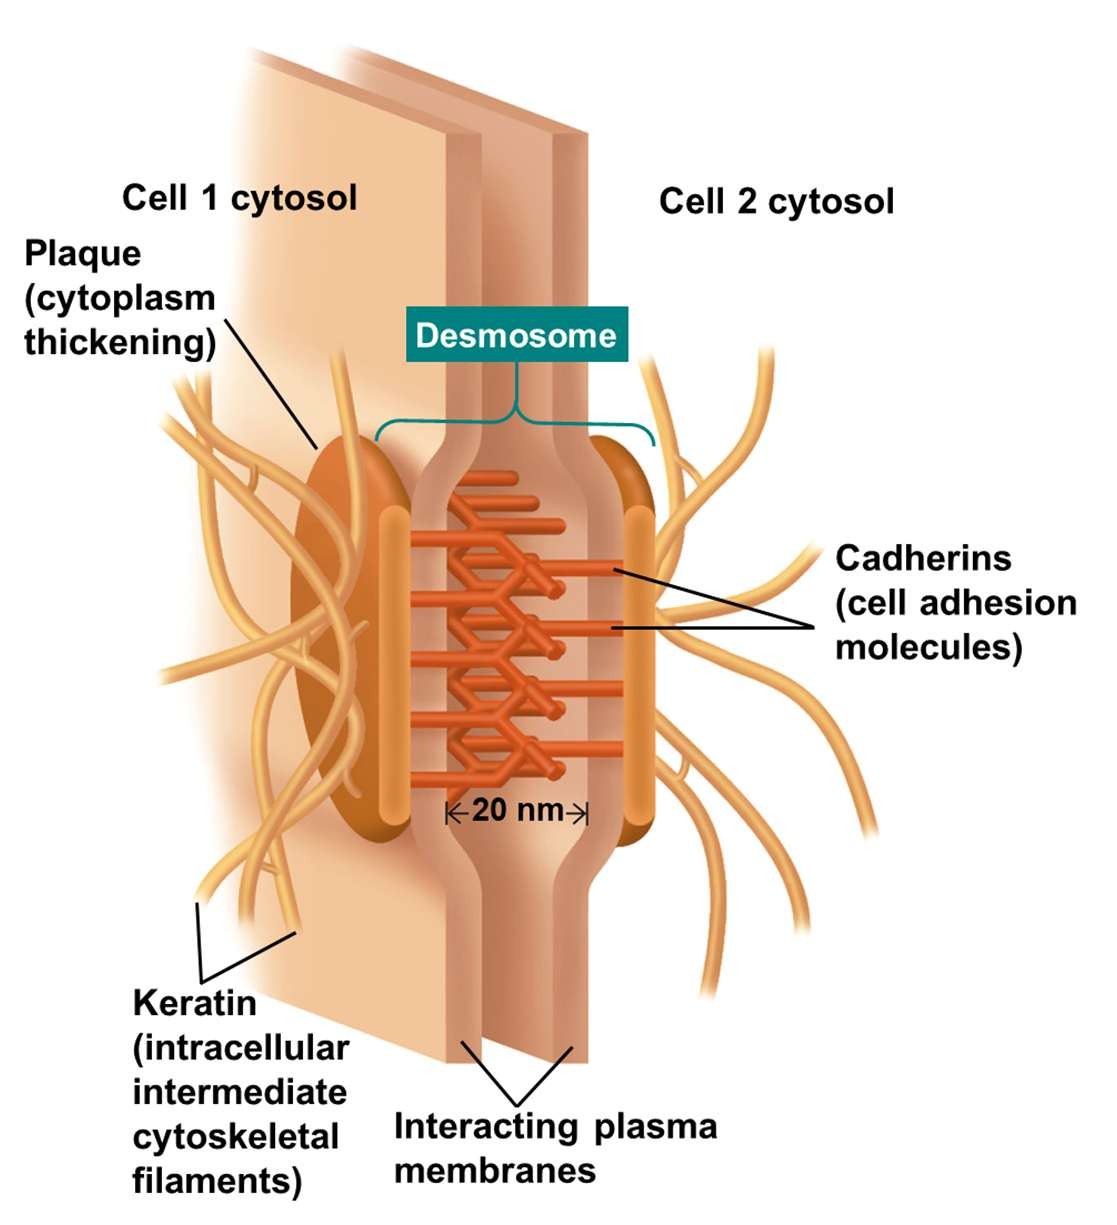 Cell 1 cytosol
Cell 2 cytosol
Plaque
(cytoplasm
thickening)
Desmosome
Cadherins
(cell adhesion
molecules)
20 nm
Keratin
(intracellular
intermediate
cytoskeletal
filaments)
Interacting plasma
membranes